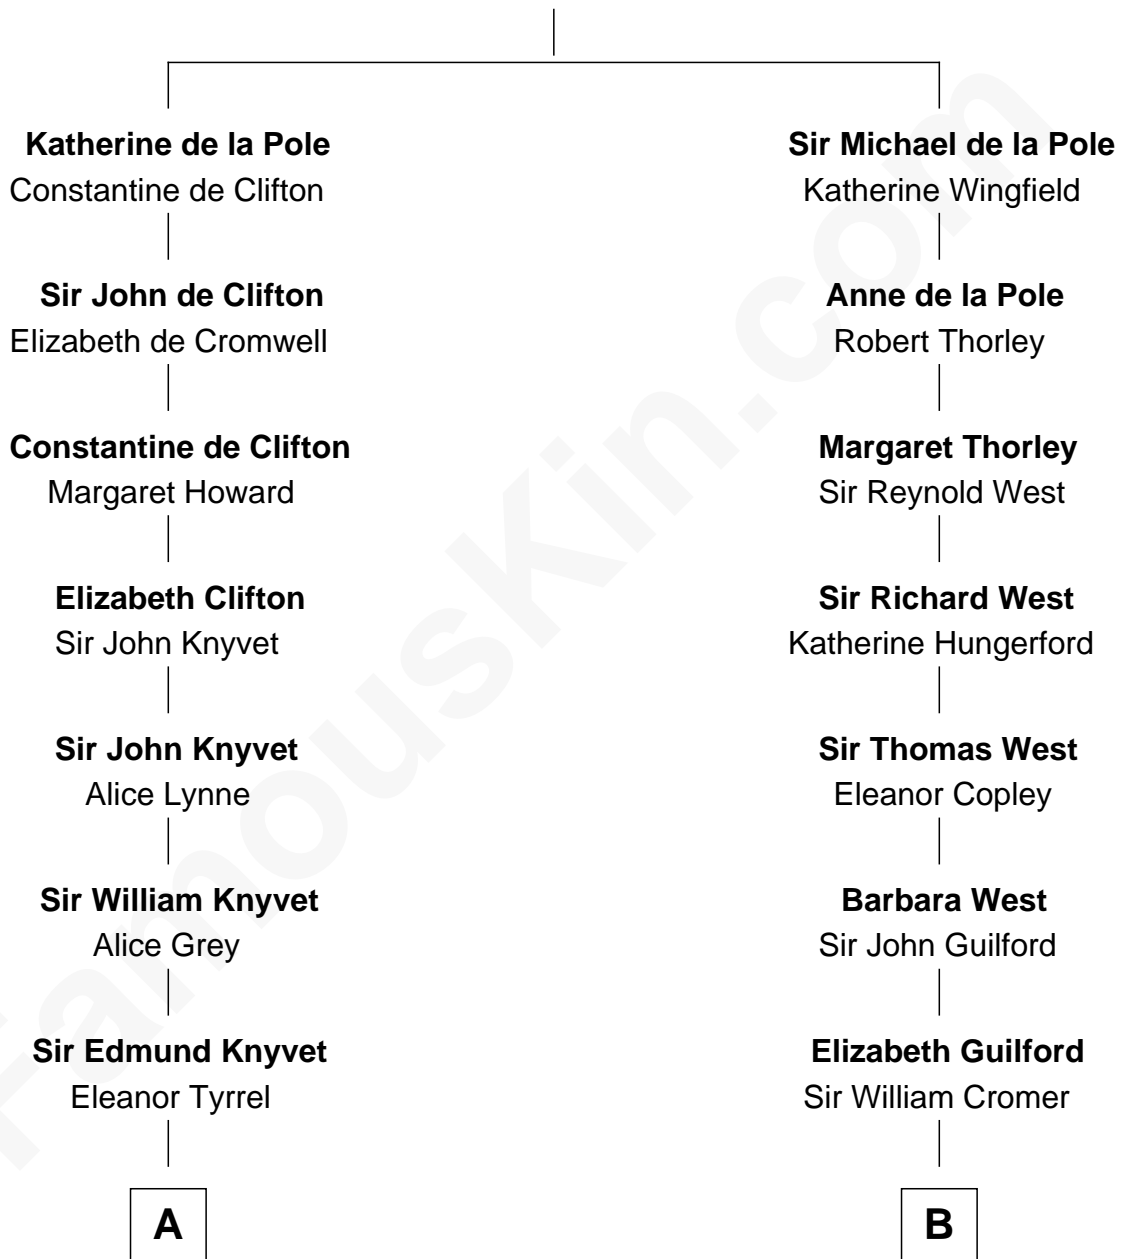 Katherine de la Pole
Constantine de Clifton
Sir John de Clifton
Elizabeth de Cromwell
Constantine de Clifton
Margaret Howard
Elizabeth Clifton
Sir John Knyvet
Sir John Knyvet
Alice Lynne
Sir William Knyvet
Alice Grey
Sir Edmund Knyvet
Eleanor Tyrrel
A
Sir Michael de la Pole
Katherine Wingfield
Anne de la Pole
Robert Thorley
Margaret Thorley
Sir Reynold West
Sir Richard West
Katherine Hungerford
Sir Thomas West
Eleanor Copley
Barbara West
Sir John Guilford
Elizabeth Guilford
Sir William Cromer
B
FamousKin.com